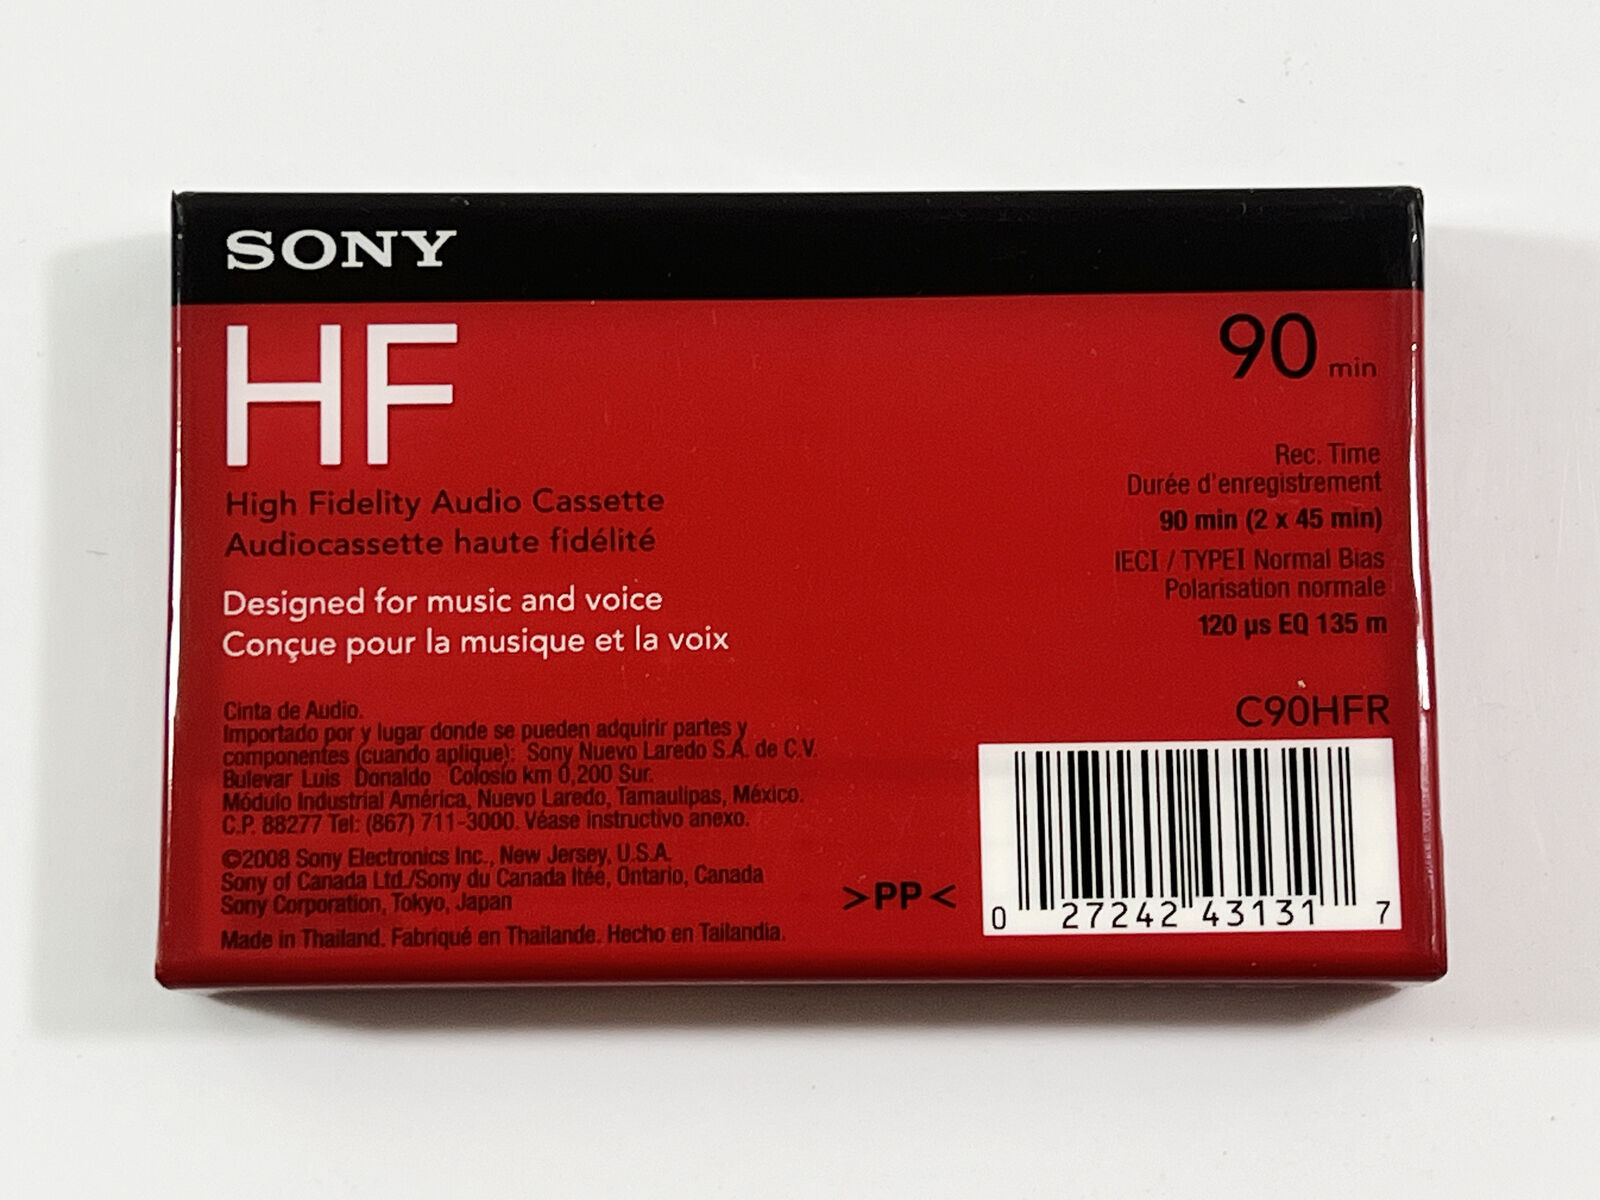 SONY
HF
90 min
High Fidelity Audio Cassette
Audiocassette haute fidélité
Designed for music and voice
Conçue pour la musique et la voix
Rec. Time
Durée d'enregistrement
90 min (2 x 45 min)
IECI / TYPEI Normal Bias
Polarisation normale
120 µs EQ 135 m
Cinta de Audio.
Importado por y lugar donde se pueden adquirir partes y
componentes (cuando aplique): Sony Nuevo Laredo S.A. de C.V.
Bulevar Luis Donaldo Colosio km 0,200 Sur.
Módulo Industrial América, Nuevo Laredo, Tamaulipas, México.
C.P. 88277 Tel: (867) 711-3000. Véase instructivo anexo.
©2008 Sony Electronics Inc., New Jersey, U.S.A.
Sony of Canada Ltd./Sony du Canada ltée, Ontario, Canada
Sony Corporation, Tokyo, Japan
Made in Thailand. Fabriqué en Thaïlande. Hecho en Tailandia.
>PP<
C90HFR
0 27242 43131 7